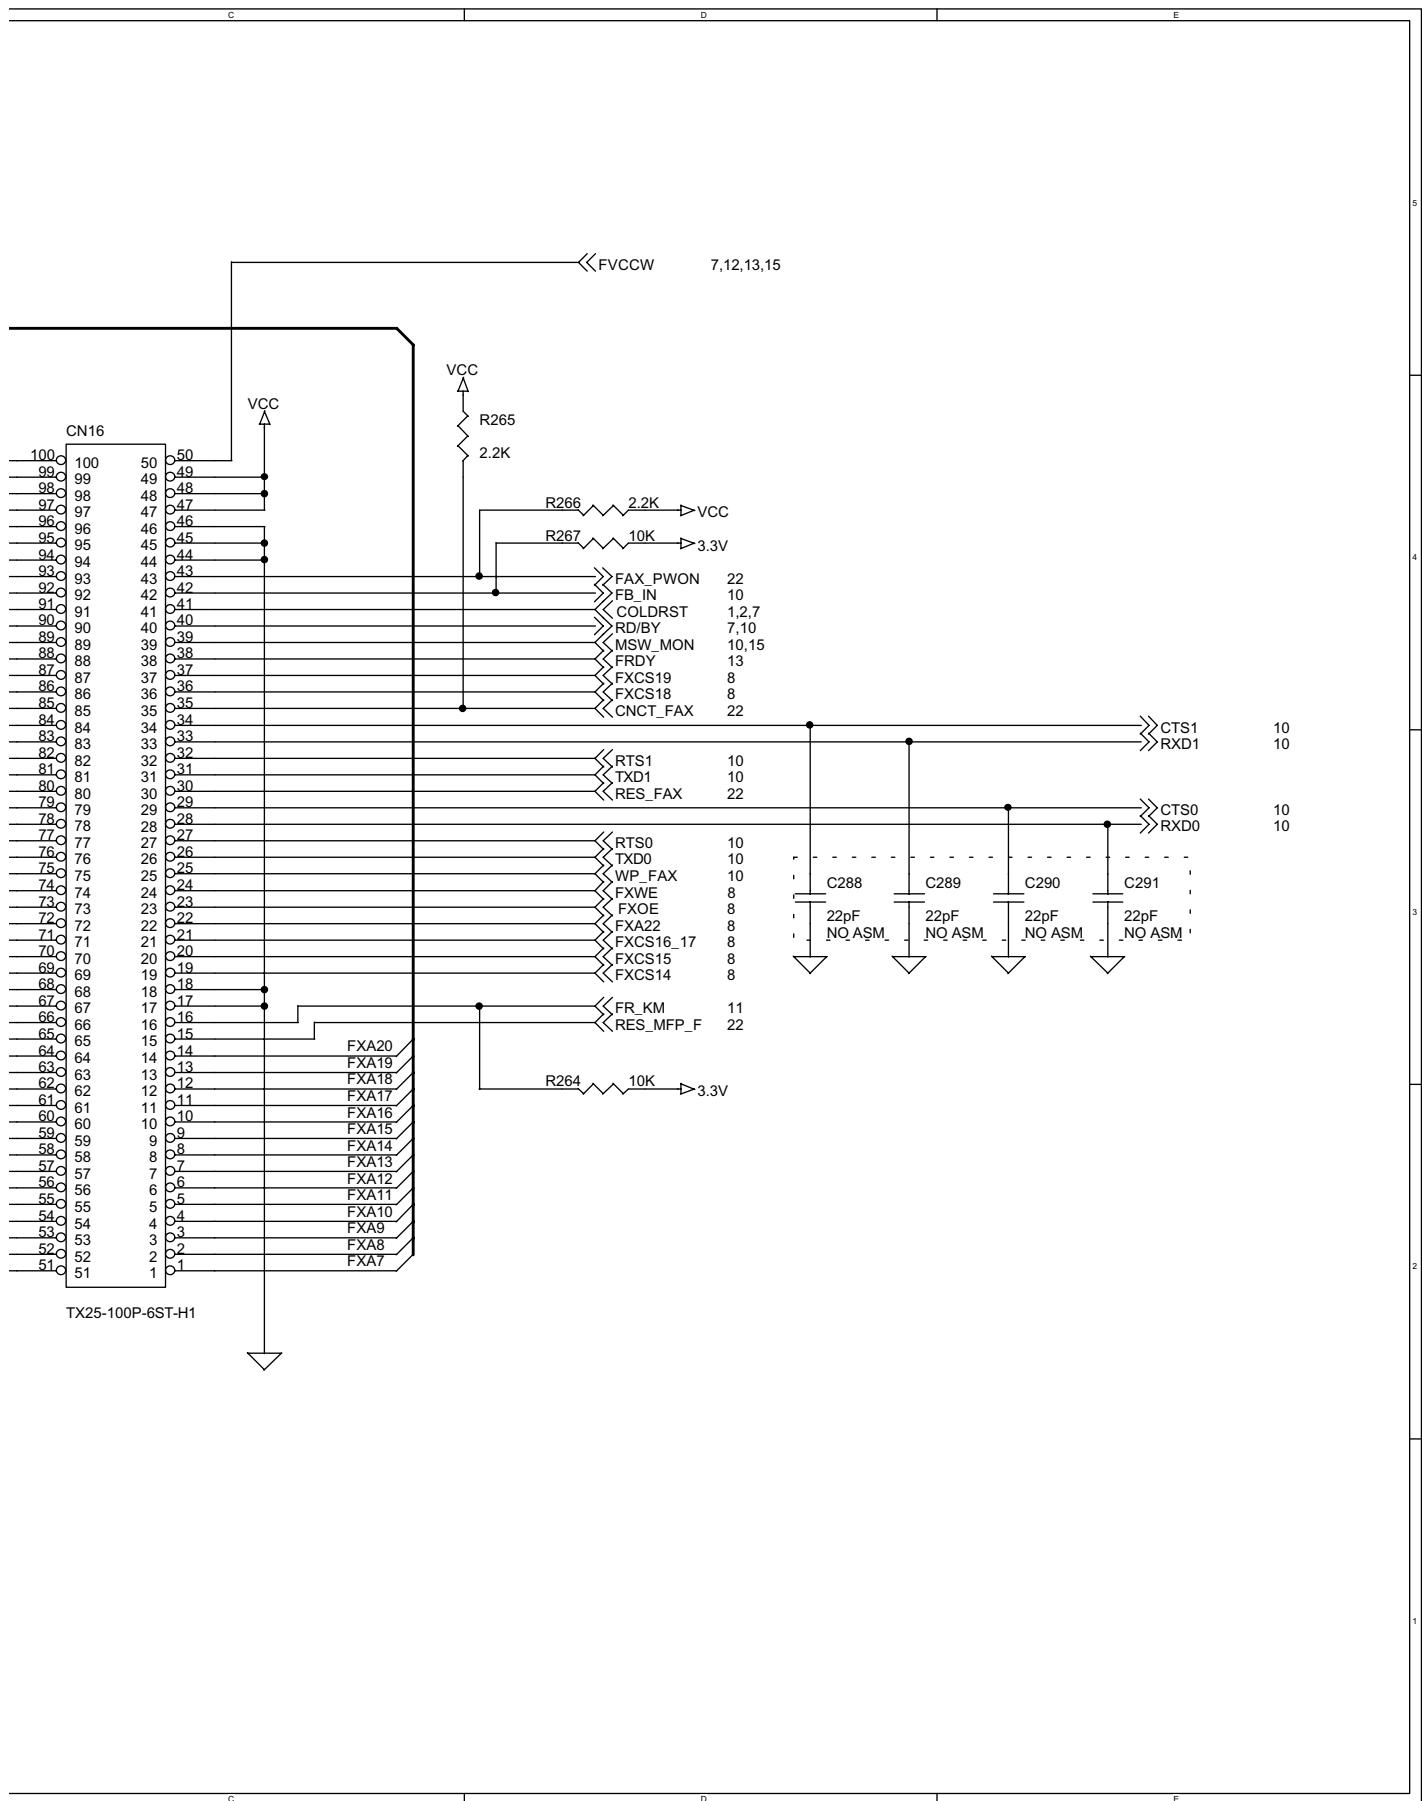 C D E
5
FVCCW 7,12,13,15
VCC
R265
VCC
2.2K
CN16
100 100 50 50
99 99 49 49
98 98 48 48
R266 2.2K VCC
97 97 47 47
96 96 46 46
R267 10K 3.3V
95 95 45 45
94 94 44 44
4
93 93 43 43 FAX_PWON 22
92 92 42 42 FB_IN 10
91 91 41 41 COLDRST 1,2,7
90 90 40 40 RD/BY 7,10
89 89 39 39 MSW_MON 10,15
88 88 38 38 FRDY 13
87 87 37 37 FXCS19 8
86 86 36 36 FXCS18 8
85 85 35 35 CNCT_FAX 22
84 84 34 34 CTS1 10
83 83 33 33 RXD1 10
82 82 32 32 RTS1 10
81 81 31 31 TXD1 10
80 80 30 30 RES_FAX 22
79 79 29 29 CTS0 10
78 78 28 28 RXD0 10
77 77 27 27 RTS0 10
76 76 26 26 TXD0 10
75 75 25 25 WP_FAX 10
C288 C289 C290 C291
74 74 24 24 FXWE 8
73 73 23 23 FXOE 8
3
22pF 22pF 22pF 22pF
72 72 22 22 FXA22 8
NO ASM NO ASM NO ASM NO ASM
71 71 21 21 FXCS16_17 8
70 70 20 20 FXCS15 8
69 69 19 19 FXCS14 8
68 68 18 18
67 67 17 17 FR_KM 11
66 66 16 16 RES_MFP_F 22
65 65 15 15
64 64 14 14 FXA20
63 63 13 13 FXA19
62 62 12 12 FXA18
R264 10K 3.3V
61 61 11 11 FXA17
60 60 10 10 FXA16
59 59 9 9 FXA15
58 58 8 8 FXA14
57 57 7 7 FXA13
56 56 6 6 FXA12
55 55 5 5 FXA11
54 54 4 4 FXA10
53 53 3 3 FXA9
52 52 2 2 FXA8
51 51 1 1 FXA7
2
TX25-100P-6ST-H1
1
C D E